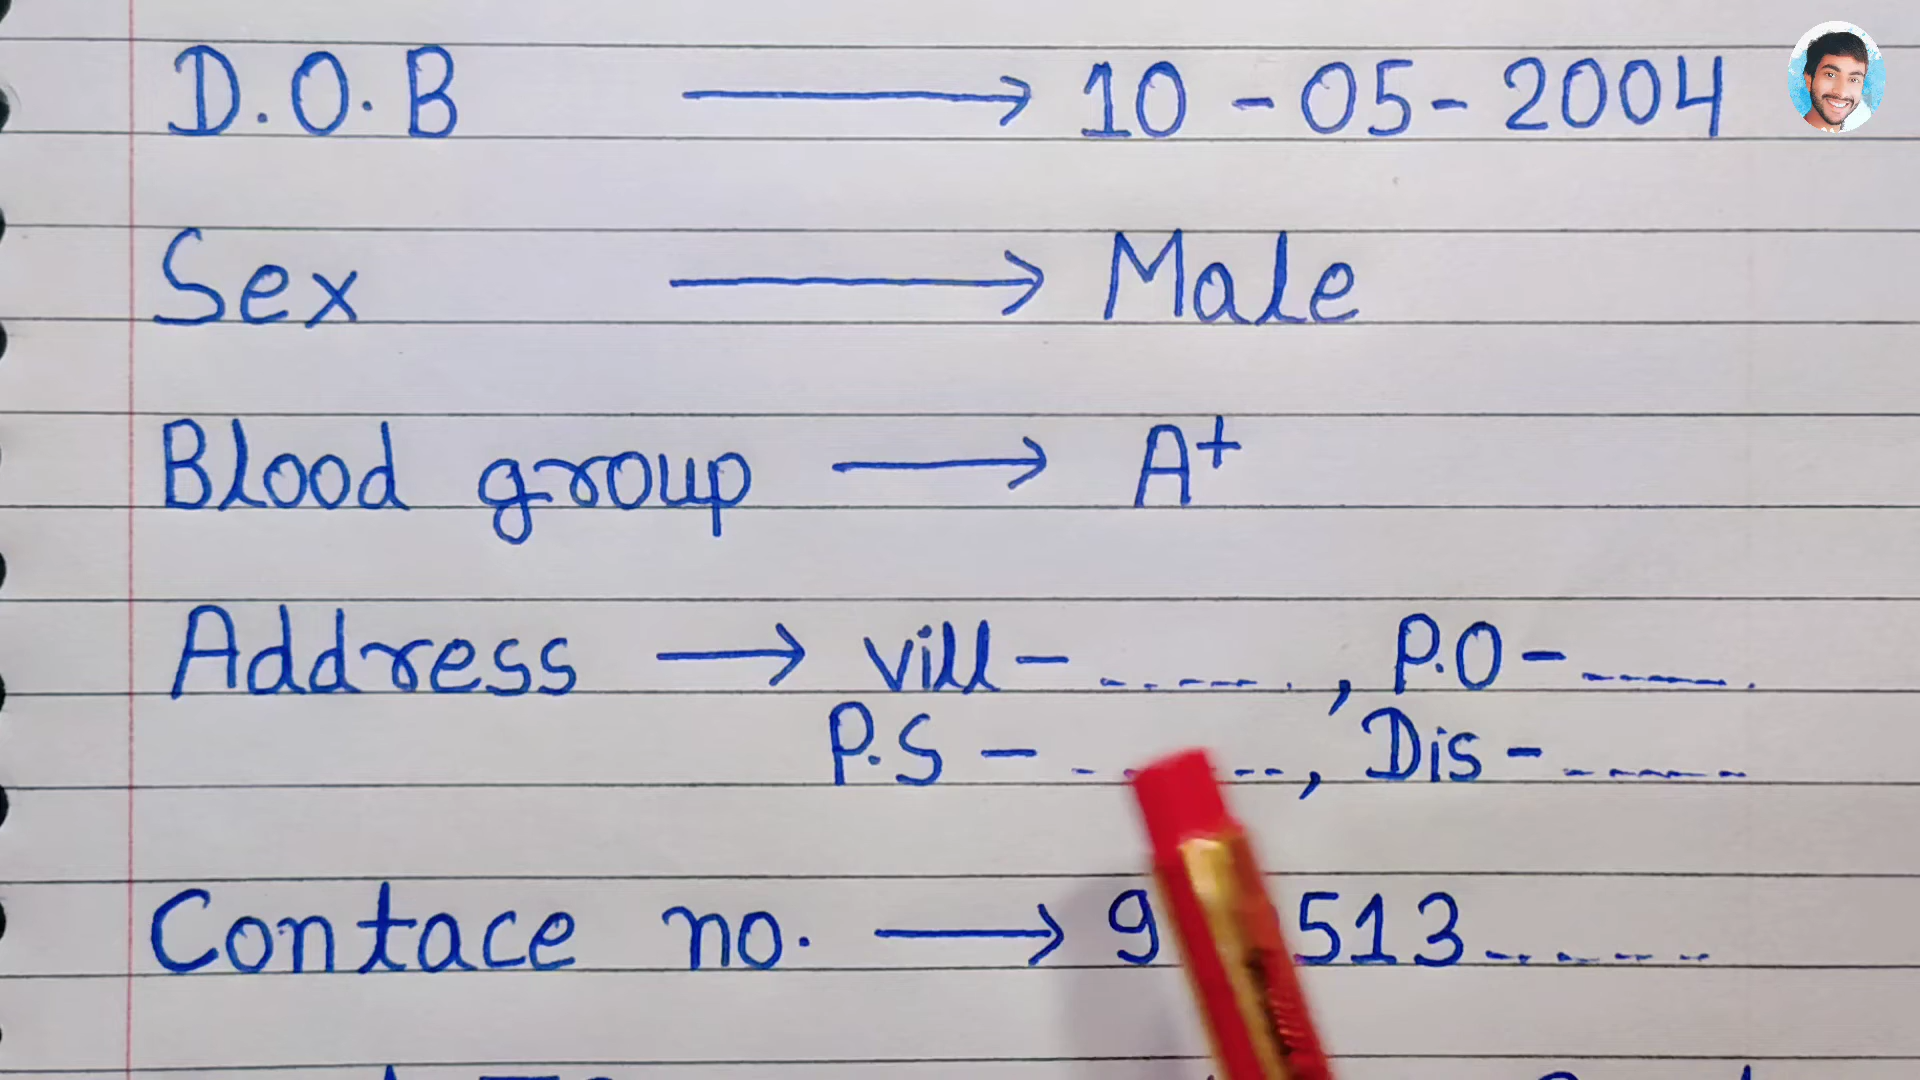 D.O.B → 10-05-2004
Sex → Male
Blood group → A+
Address → vill- ------, P.O- ------.
P.S - ------, Dis- ------
Contace no. → 9 513------